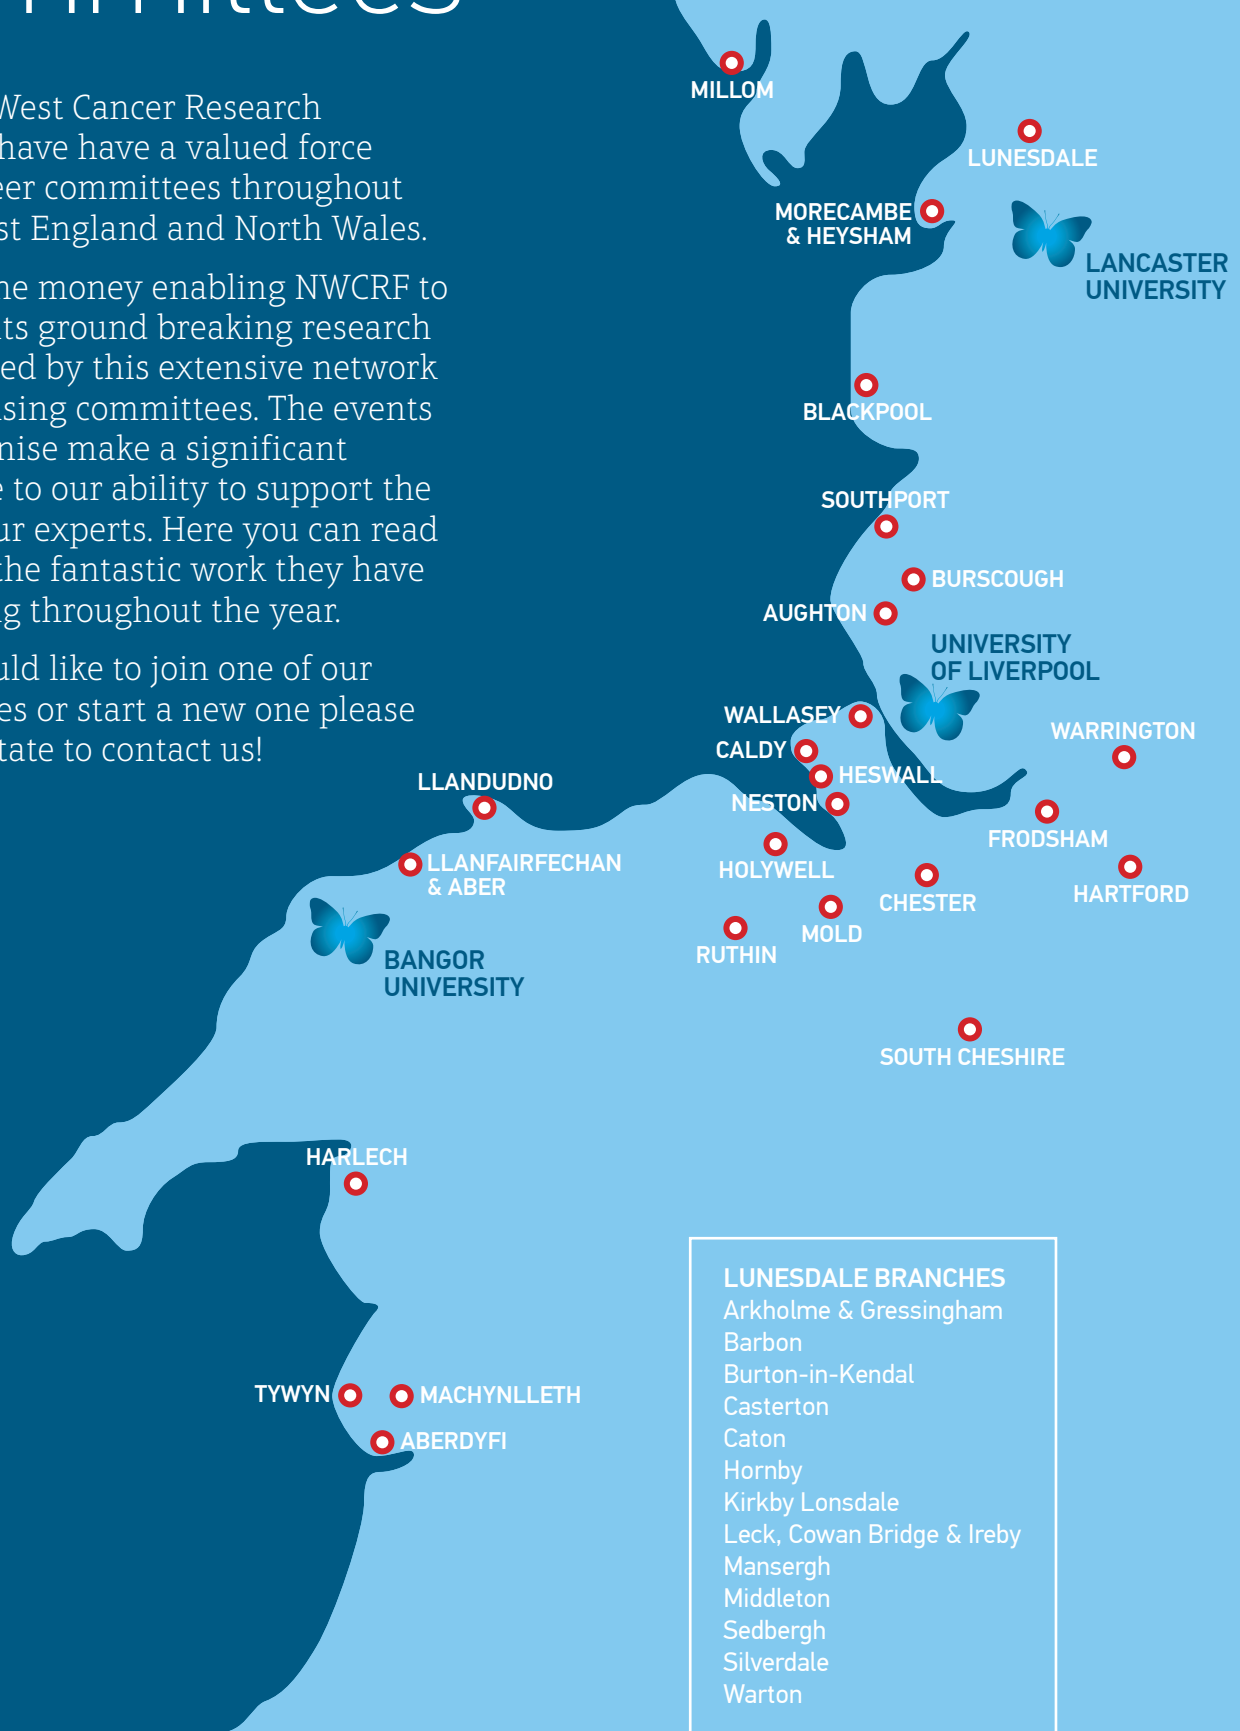 mmittees
West Cancer Research
have have a valued force
eer committees throughout
st England and North Wales.
he money enabling NWCRF to
its ground breaking research
ed by this extensive network
ising committees. The events
nise make a significant
e to our ability to support the
ur experts. Here you can read
the fantastic work they have
g throughout the year.
uld like to join one of our
es or start a new one please
tate to contact us!
MILLOM
LUNESDALE
MORECAMBE
& HEYSHAM
LANCASTER
UNIVERSITY
BLACKPOOL
SOUTHPORT
BURSCOUGH
AUGHTON
UNIVERSITY
OF LIVERPOOL
WALLASEY
WARRINGTON
CALDY
HESWALL
LLANDUDNO
NESTON
FRODSHAM
LLANFAIRFECHAN
& ABER
HOLYWELL
CHESTER
HARTFORD
MOLD
RUTHIN
BANGOR
UNIVERSITY
SOUTH CHESHIRE
HARLECH
TYWYN
MACHYNLLETH
ABERDYFI
LUNESDALE BRANCHES
Arkholme & Gressingham
Barbon
Burton-in-Kendal
Casterton
Caton
Hornby
Kirkby Lonsdale
Leck, Cowan Bridge & Ireby
Mansergh
Middleton
Sedbergh
Silverdale
Warton